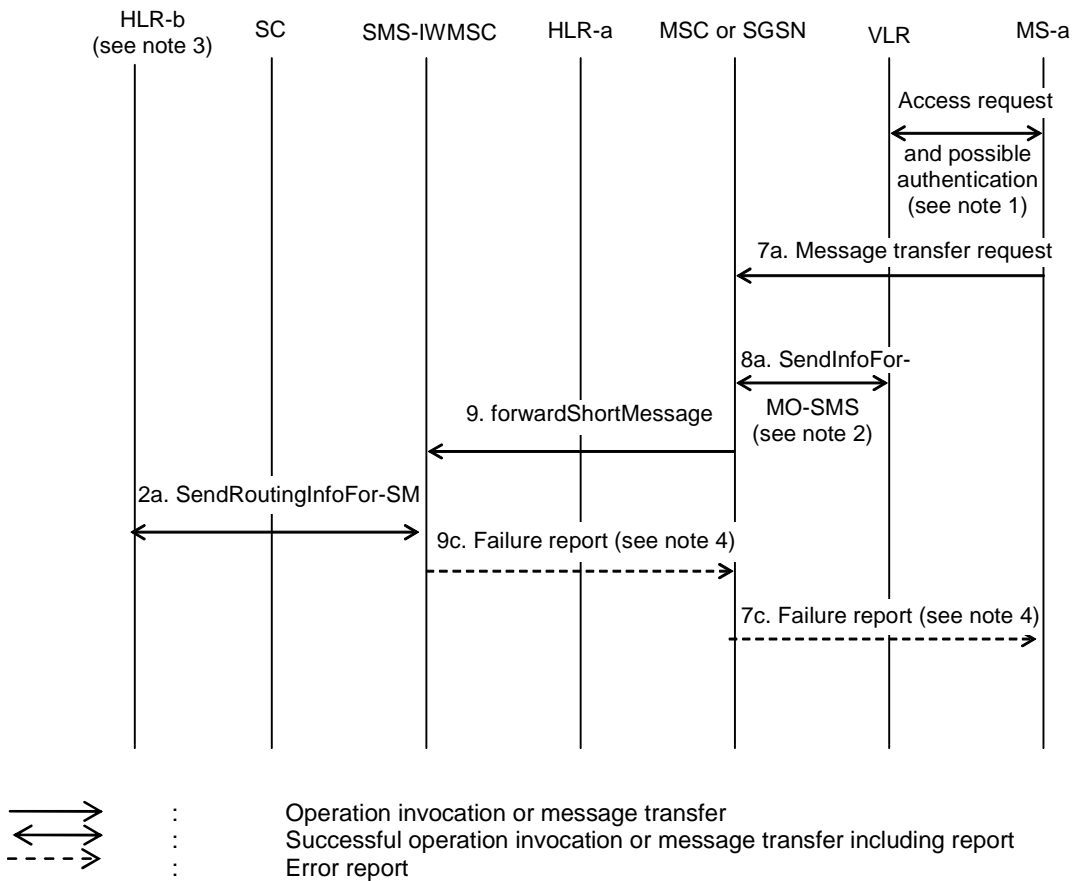 HLR-b
(see note 3)
SC
SMS-IWMSC
HLR-a
MSC or SGSN
VLR
MS-a
Access request
and possible
authentication
(see note 1)
7a. Message transfer request
8a. SendInfoFor-
MO-SMS
(see note 2)
9. forwardShortMessage
2a. SendRoutingInfoFor-SM
9c. Failure report (see note 4)
7c. Failure report (see note 4)
: Operation invocation or message transfer
: Successful operation invocation or message transfer including report
: Error report